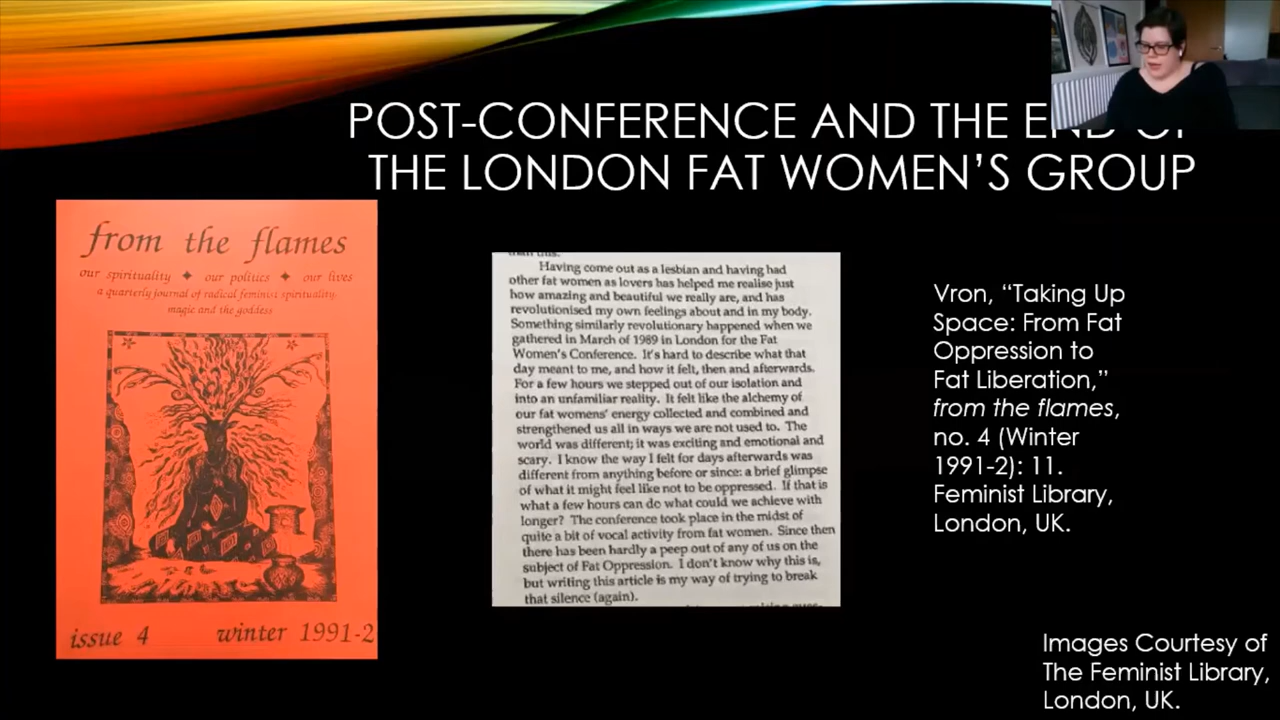 POST-CONFERENCE AND THE END OF
THE LONDON FAT WOMEN'S GROUP
from the flames
our spirituality ✦ our politics ✦ our lives
a quarterly journal of radical feminist spirituality
magic and the goddess
issue 4 winter 1991-2
than this.
Having come out as a lesbian and having had
other fat women as lovers has helped me realise just
how amazing and beautiful we really are, and has
revolutionised my own feelings about and in my body.
Something similarly revolutionary happened when we
gathered in March of 1989 in London for the Fat
Women's Conference. It's hard to describe what that
day meant to me, and how it felt, then and afterwards.
For a few hours we stepped out of our isolation and
into an unfamiliar reality. It felt like the alchemy of
our fat womens' energy collected and combined and
strengthened us all in ways we are not used to. The
world was different; it was exciting and emotional and
scary. I know the way I felt for days afterwards was
different from anything before or since: a brief glimpse
of what it might feel like not to be oppressed. If that is
what a few hours can do what could we achieve with
longer? The conference took place in the midst of
quite a bit of vocal activity from fat women. Since then
there has been hardly a peep out of any of us on the
subject of Fat Oppression. I don't know why this is,
but writing this article is my way of trying to break
that silence (again).
Vron, “Taking Up
Space: From Fat
Oppression to
Fat Liberation,”
from the flames,
no. 4 (Winter
1991-2): 11.
Feminist Library,
London, UK.
Images Courtesy of
The Feminist Library,
London, UK.